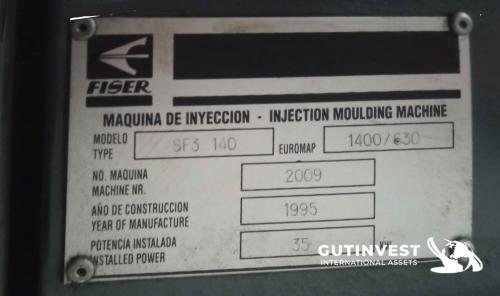 FISER
MAQUINA DE INYECCION - INJECTION MOULDING MACHINE
MODELO
TYPE SF3 140 EUROMAP 1400/630
NO. MAQUINA
MACHINE NR. 2009
AÑO DE CONSTRUCCION
YEAR OF MANUFACTURE 1995
POTENCIA INSTALADA
INSTALLED POWER 35
GUTINVEST
INTERNATIONAL ASSETS